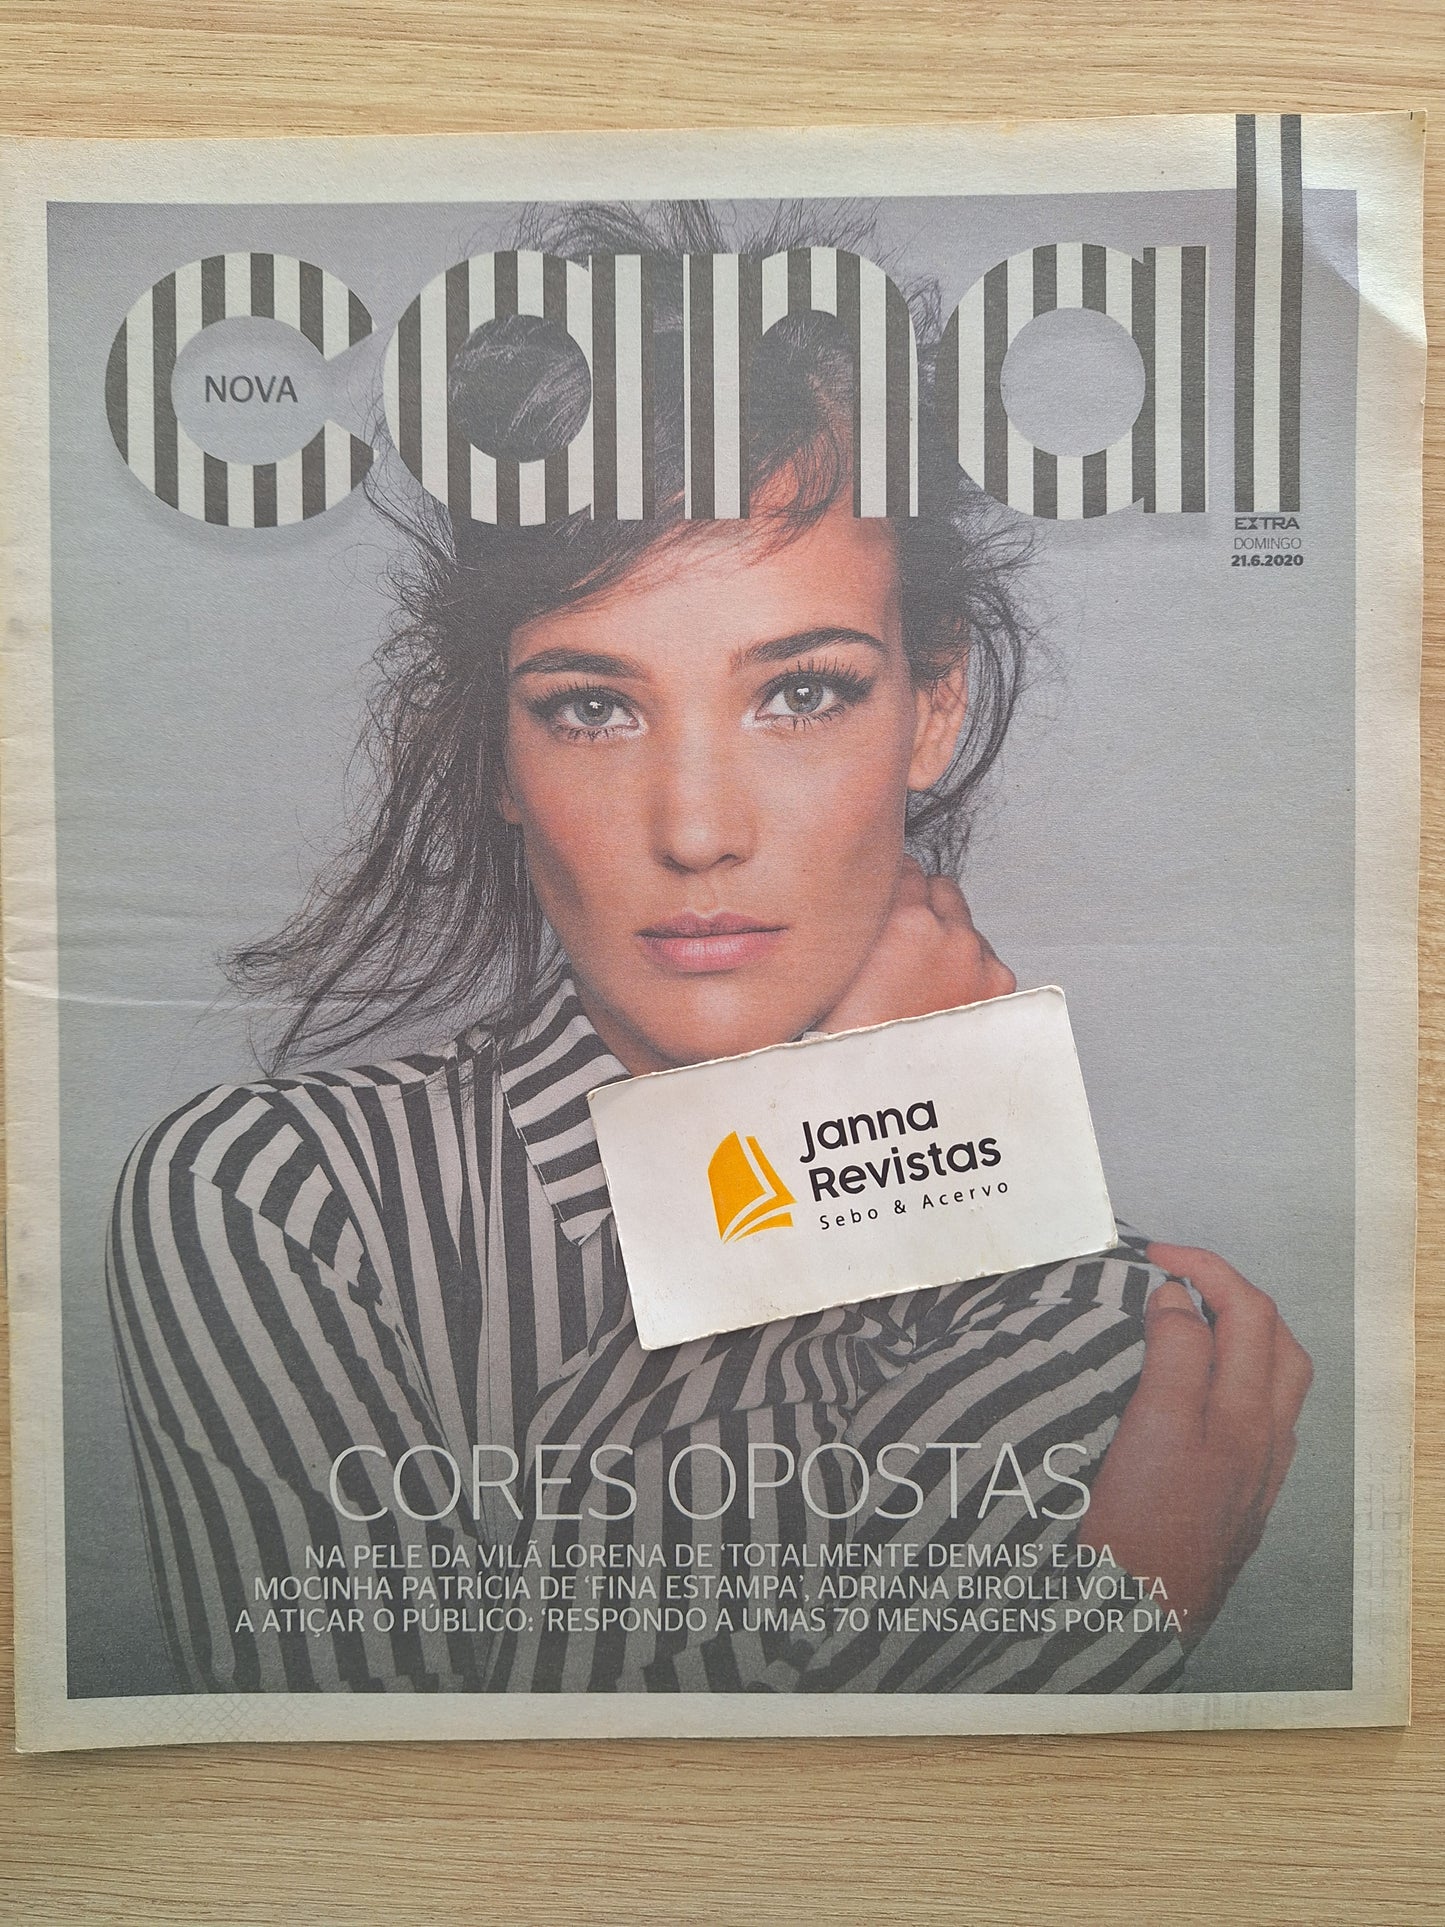 NOVA
canal
EXTRA
DOMINGO
21.6.2020
Janna
Revistas
Sebo & Acervo
CORES OPOSTAS
NA PELE DA VILÃ LORENA DE ‘TOTALMENTE DEMAIS’ E DA
MOCINHA PATRÍCIA DE ‘FINA ESTAMPA’, ADRIANA BIROLLI VOLTA
A ATIÇAR O PÚBLICO: ‘RESPONDO A UMAS 70 MENSAGENS POR DIA’